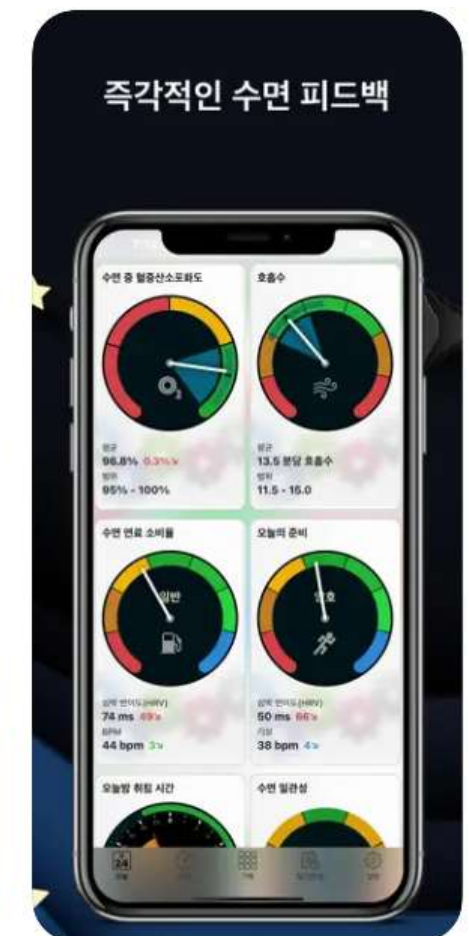 즉각적인 수면 피드백
수면 중 혈중산소포화도
호흡수
O₂
평균
96.8% 0.3%↘
범위
95% - 100%
평균
13.5 분당 호흡수
범위
11.5 - 15.0
수면 연료 소비율
오늘의 준비
일반
양호
심박 변이도(HRV)
74 ms 49↘
BPM
44 bpm 3↘
심박 변이도(HRV)
50 ms 66↘
기상
38 bpm 4↘
오늘밤 취침 시간
수면 일관성
24